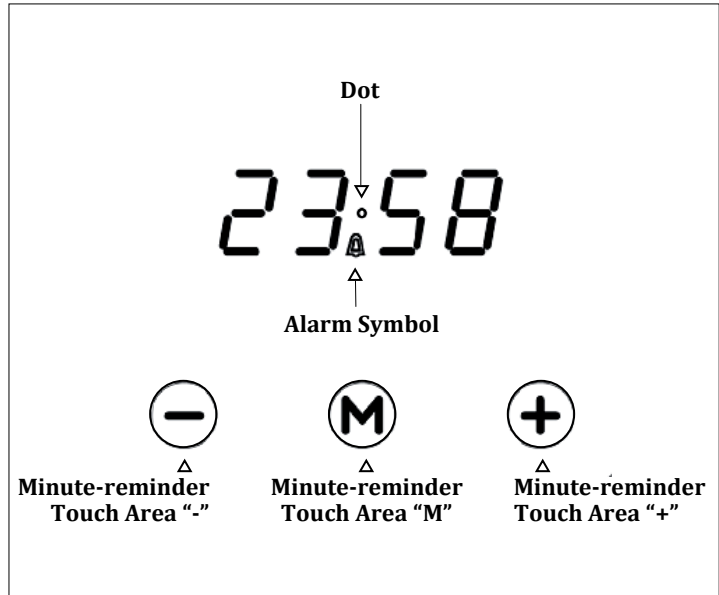 Dot
23:58
Alarm Symbol
− M +
Minute-reminder Minute-reminder Minute-reminder
Touch Area “-” Touch Area “M” Touch Area “+”